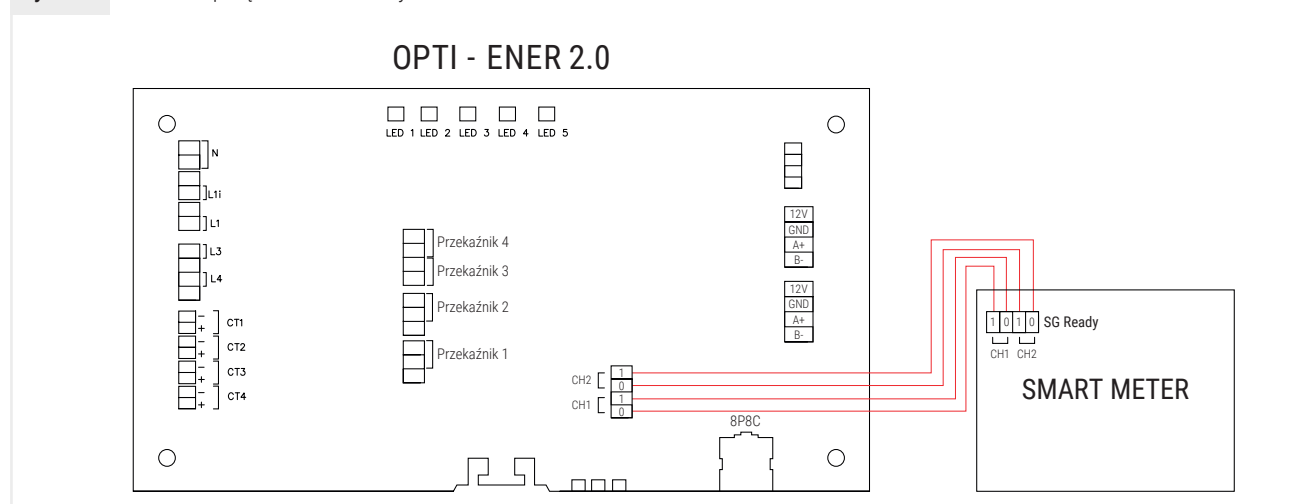 OPTI - ENER 2.0
LED 1 LED 2 LED 3 LED 4 LED 5
N
L1i
L1
L3
L4
- + CT1
- + CT2
- + CT3
- + CT4
Przekaźnik 4
Przekaźnik 3
Przekaźnik 2
Przekaźnik 1
12V
GND
A+
B-
12V
GND
A+
B-
CH2 1 0
CH1 1 0
8P8C
1 0 1 0 SG Ready
CH1 CH2
SMART METER